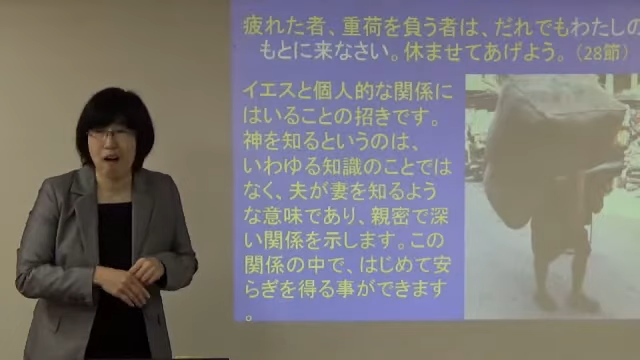 疲れた者、重荷を負う者は、だれでもわたしの
もとに来なさい。休ませてあげよう。（28節）
イエスと個人的な関係に
はいることの招きです。
神を知るというのは、
いわゆる知識のことでは
なく、夫が妻を知るよう
な意味であり、親密で深
い関係を示します。この
関係の中で、はじめて安
らぎを得る事ができます
。